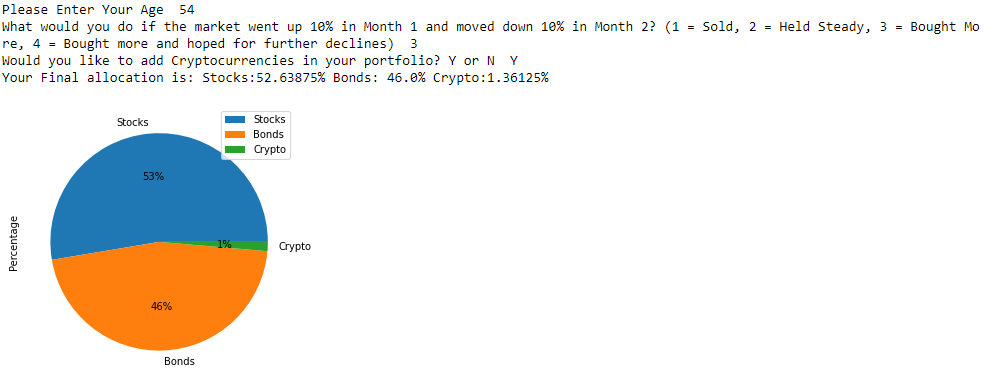 Please Enter Your Age  54
What would you do if the market went up 10% in Month 1 and moved down 10% in Month 2? (1 = Sold, 2 = Held Steady, 3 = Bought Mo
re, 4 = Bought more and hoped for further declines)  3
Would you like to add Cryptocurrencies in your portfolio? Y or N  Y
Your Final allocation is: Stocks:52.63875% Bonds: 46.0% Crypto:1.36125%
Stocks
Stocks
Bonds
Crypto
53%
Percentage
1%
Crypto
46%
Bonds